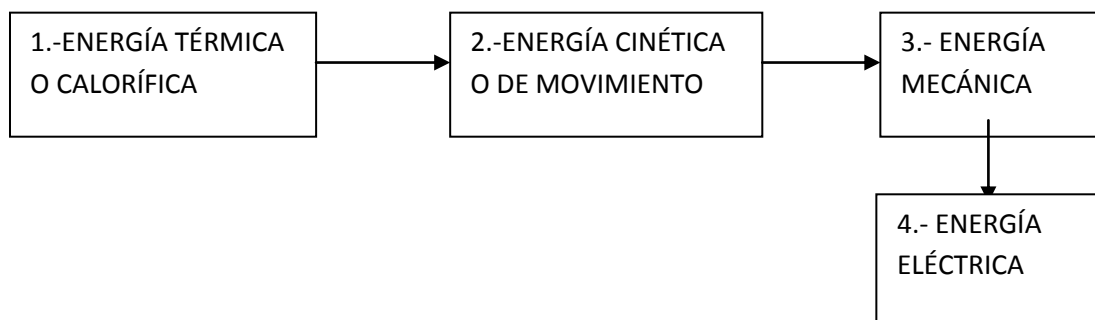 1.-ENERGÍA TÉRMICA
O CALORÍFICA
2.-ENERGÍA CINÉTICA
O DE MOVIMIENTO
3.- ENERGÍA
MECÁNICA
4.- ENERGÍA
ELÉCTRICA